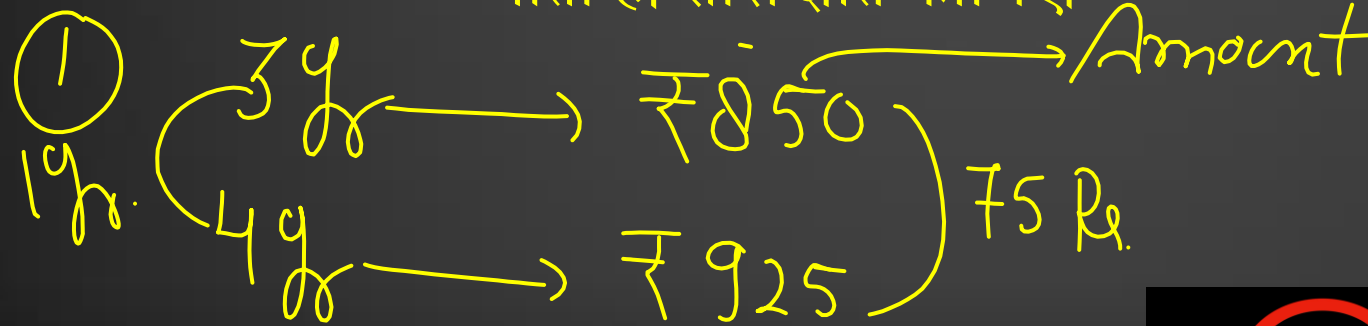 ① 3yr → ₹850 → Amount
1yr. 75 Rs.
4yr → ₹925